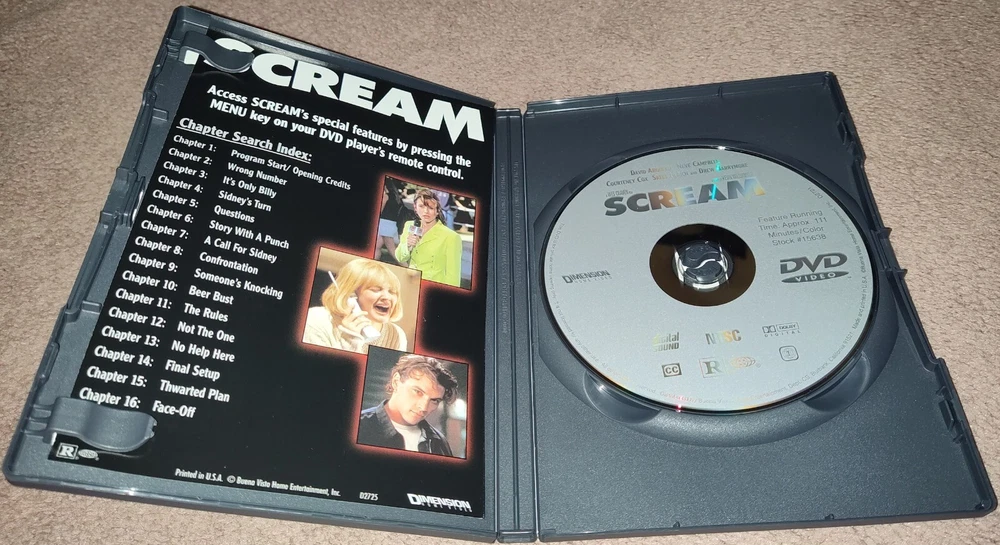 SCREAM
Access SCREAM's special features by pressing the
MENU key on your DVD player's remote control.
Chapter Search Index:
Chapter 1: Program Start/ Opening Credits
Chapter 2: Wrong Number
Chapter 3: It's Only Billy
Chapter 4: Sidney's Turn
Chapter 5: Questions
Chapter 6: Story With A Punch
Chapter 7: A Call For Sidney
Chapter 8: Confrontation
Chapter 9: Someone's Knocking
Chapter 10: Beer Bust
Chapter 11: The Rules
Chapter 12: Not The One
Chapter 13: No Help Here
Chapter 14: Final Setup
Chapter 15: Thwarted Plan
Chapter 16: Face-Off
R
Printed in U.S.A. © Buena Vista Home Entertainment, Inc. D2725
DIMENSION
SCREAM
Feature Running
Time: Approx. 111
Minutes/Color
Stock #15638
DIMENSION
DVD
VIDEO
NTSC
DOLBY
DIGITAL
CC
R